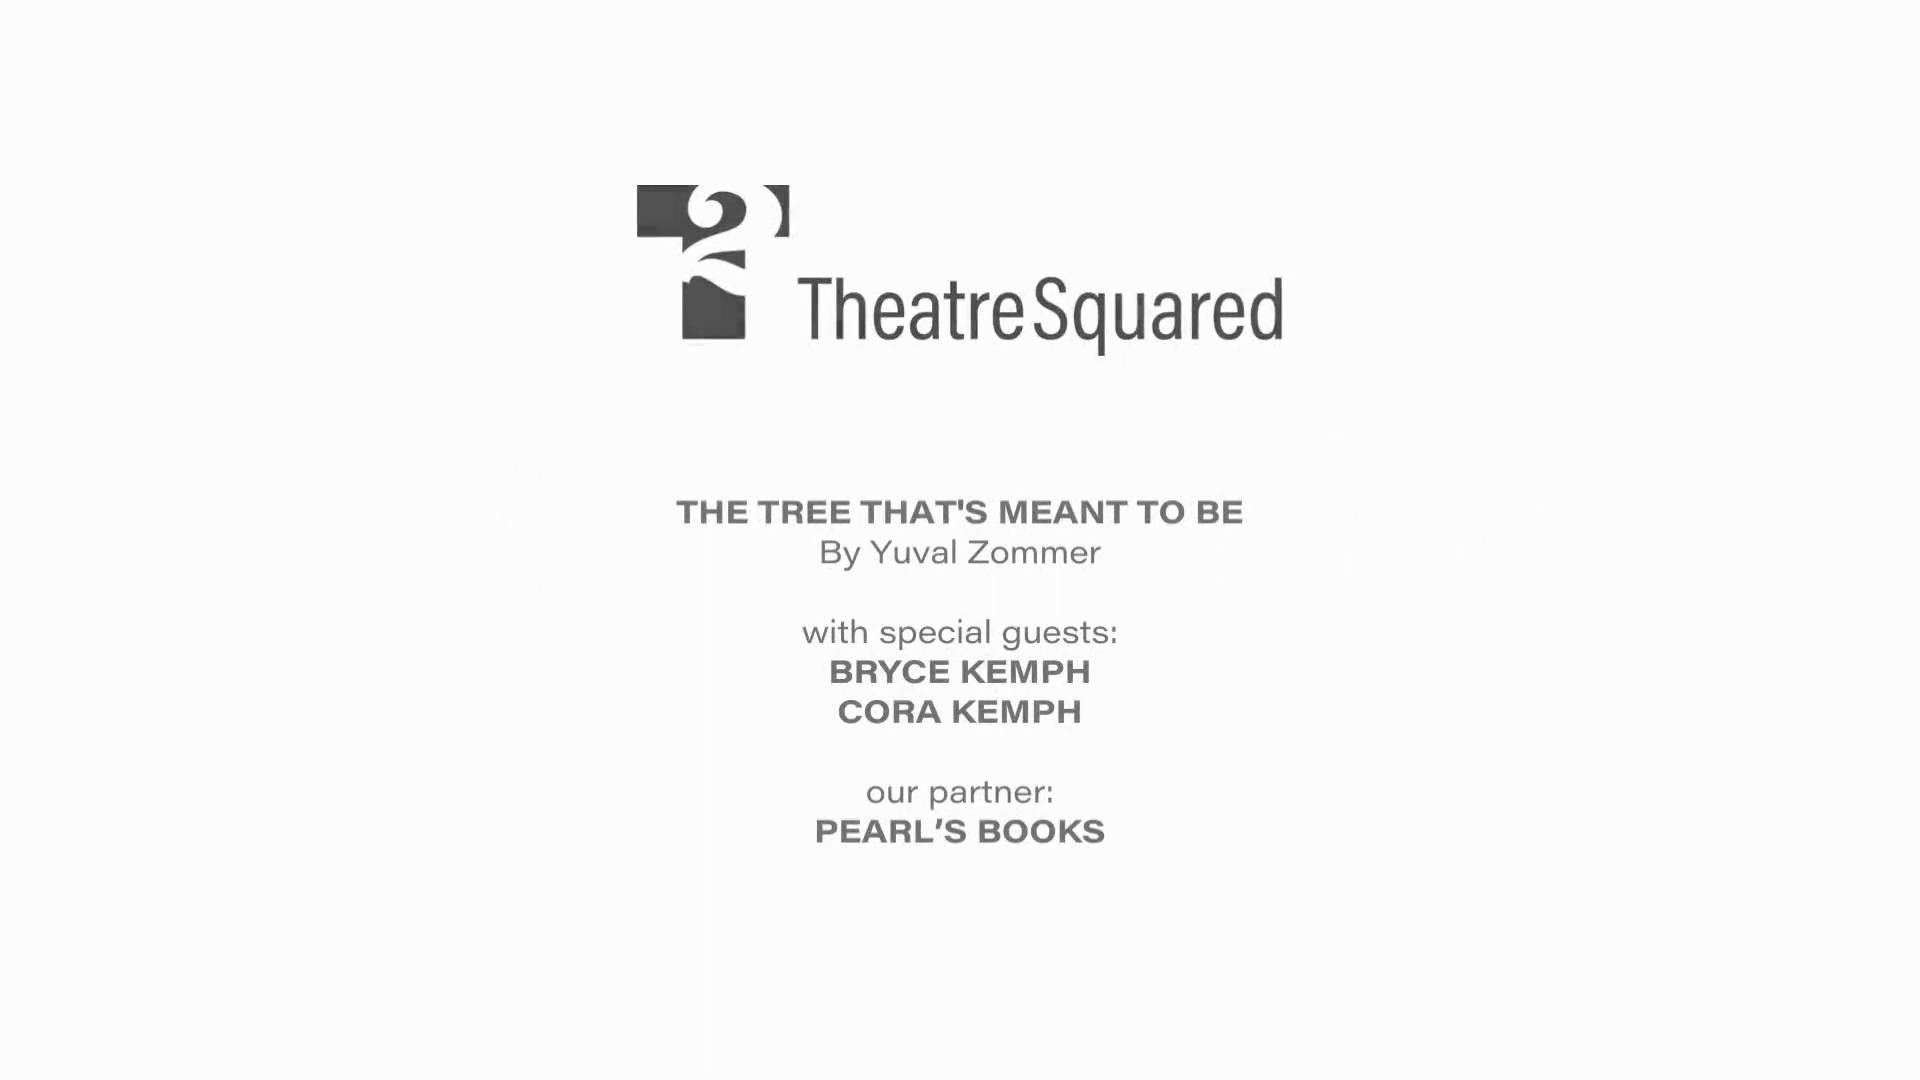 T2
TheatreSquared
THE TREE THAT'S MEANT TO BE
By Yuval Zommer
with special guests:
BRYCE KEMPH
CORA KEMPH
our partner:
PEARL’S BOOKS